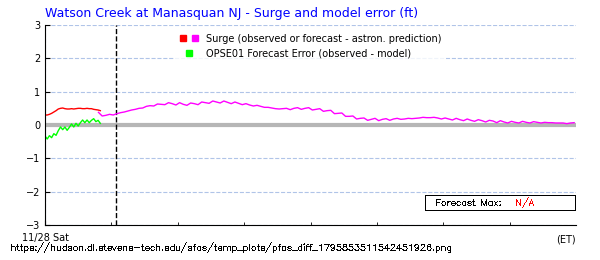 Watson Creek at Manasquan NJ - Surge and model error (ft)
3
Surge (observed or forecast - astron. prediction)
OPSE01 Forecast Error (observed - model)
2
1
0
−1
−2
Forecast Max: N/A
−3
11/28 Sat
(ET)
https://hudson.dl.stevens-tech.edu/sfas/temp_plots/pfas_diff_1795853511542451926.png